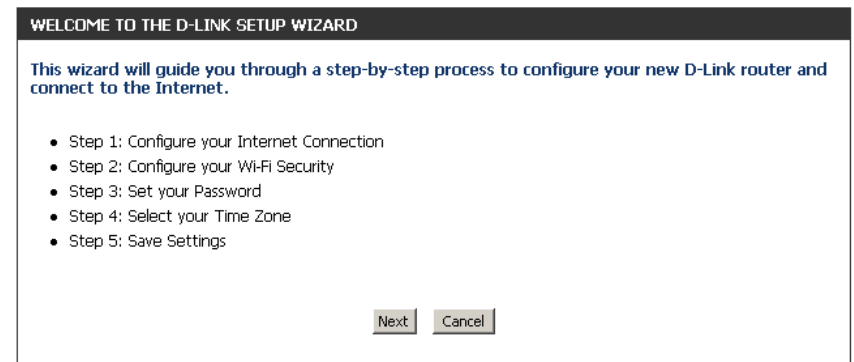 WELCOME TO THE D-LINK SETUP WIZARD
This wizard will guide you through a step-by-step process to configure your new D-Link router and
connect to the Internet.
• Step 1: Configure your Internet Connection
• Step 2: Configure your Wi-Fi Security
• Step 3: Set your Password
• Step 4: Select your Time Zone
• Step 5: Save Settings
Next Cancel